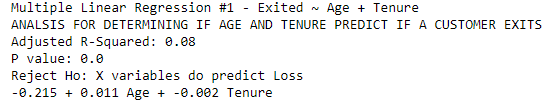 Multiple Linear Regression #1 - Exited ~ Age + Tenure
ANALSIS FOR DETERMINING IF AGE AND TENURE PREDICT IF A CUSTOMER EXITS
Adjusted R-Squared: 0.08
P value: 0.0
Reject Ho: X variables do predict Loss
-0.215 + 0.011 Age + -0.002 Tenure